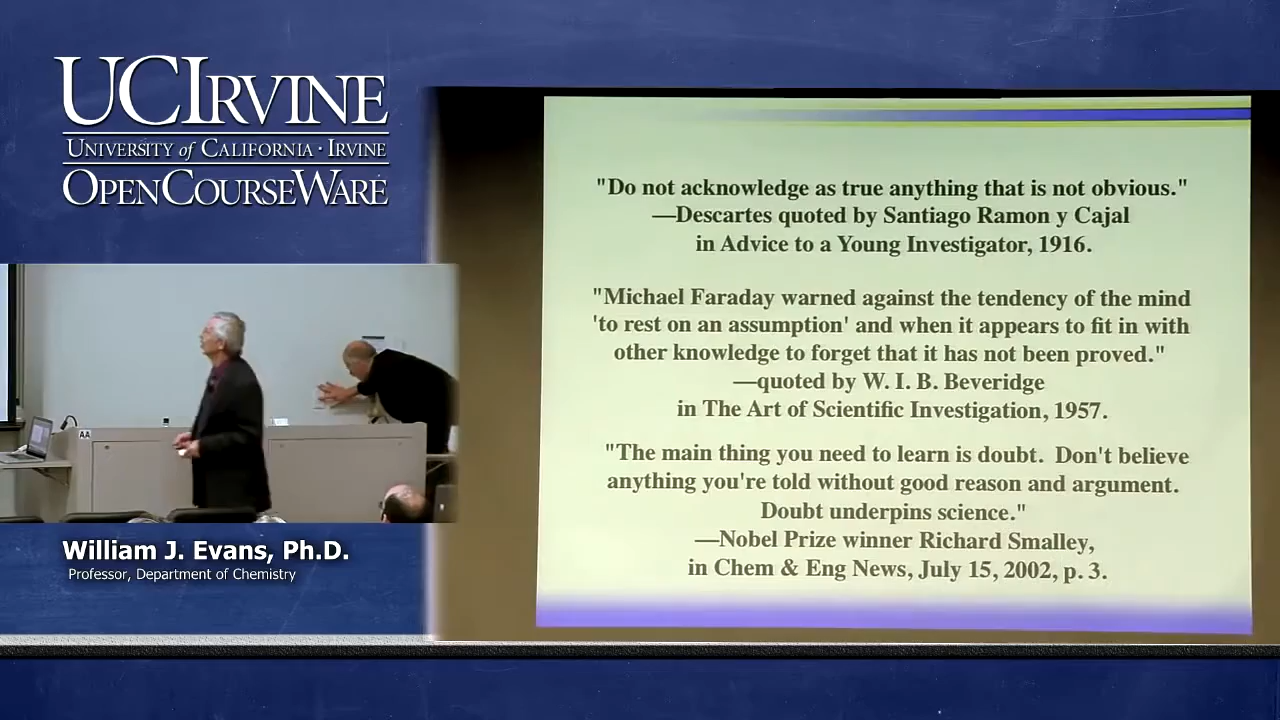 UCIRVINE
UNIVERSITY of CALIFORNIA · IRVINE
OPENCOURSEWARE
"Do not acknowledge as true anything that is not obvious."
—Descartes quoted by Santiago Ramon y Cajal
in Advice to a Young Investigator, 1916.
"Michael Faraday warned against the tendency of the mind
'to rest on an assumption' and when it appears to fit in with
other knowledge to forget that it has not been proved."
—quoted by W. I. B. Beveridge
in The Art of Scientific Investigation, 1957.
"The main thing you need to learn is doubt. Don't believe
anything you're told without good reason and argument.
Doubt underpins science."
—Nobel Prize winner Richard Smalley,
in Chem & Eng News, July 15, 2002, p. 3.
AA
William J. Evans, Ph.D.
Professor, Department of Chemistry